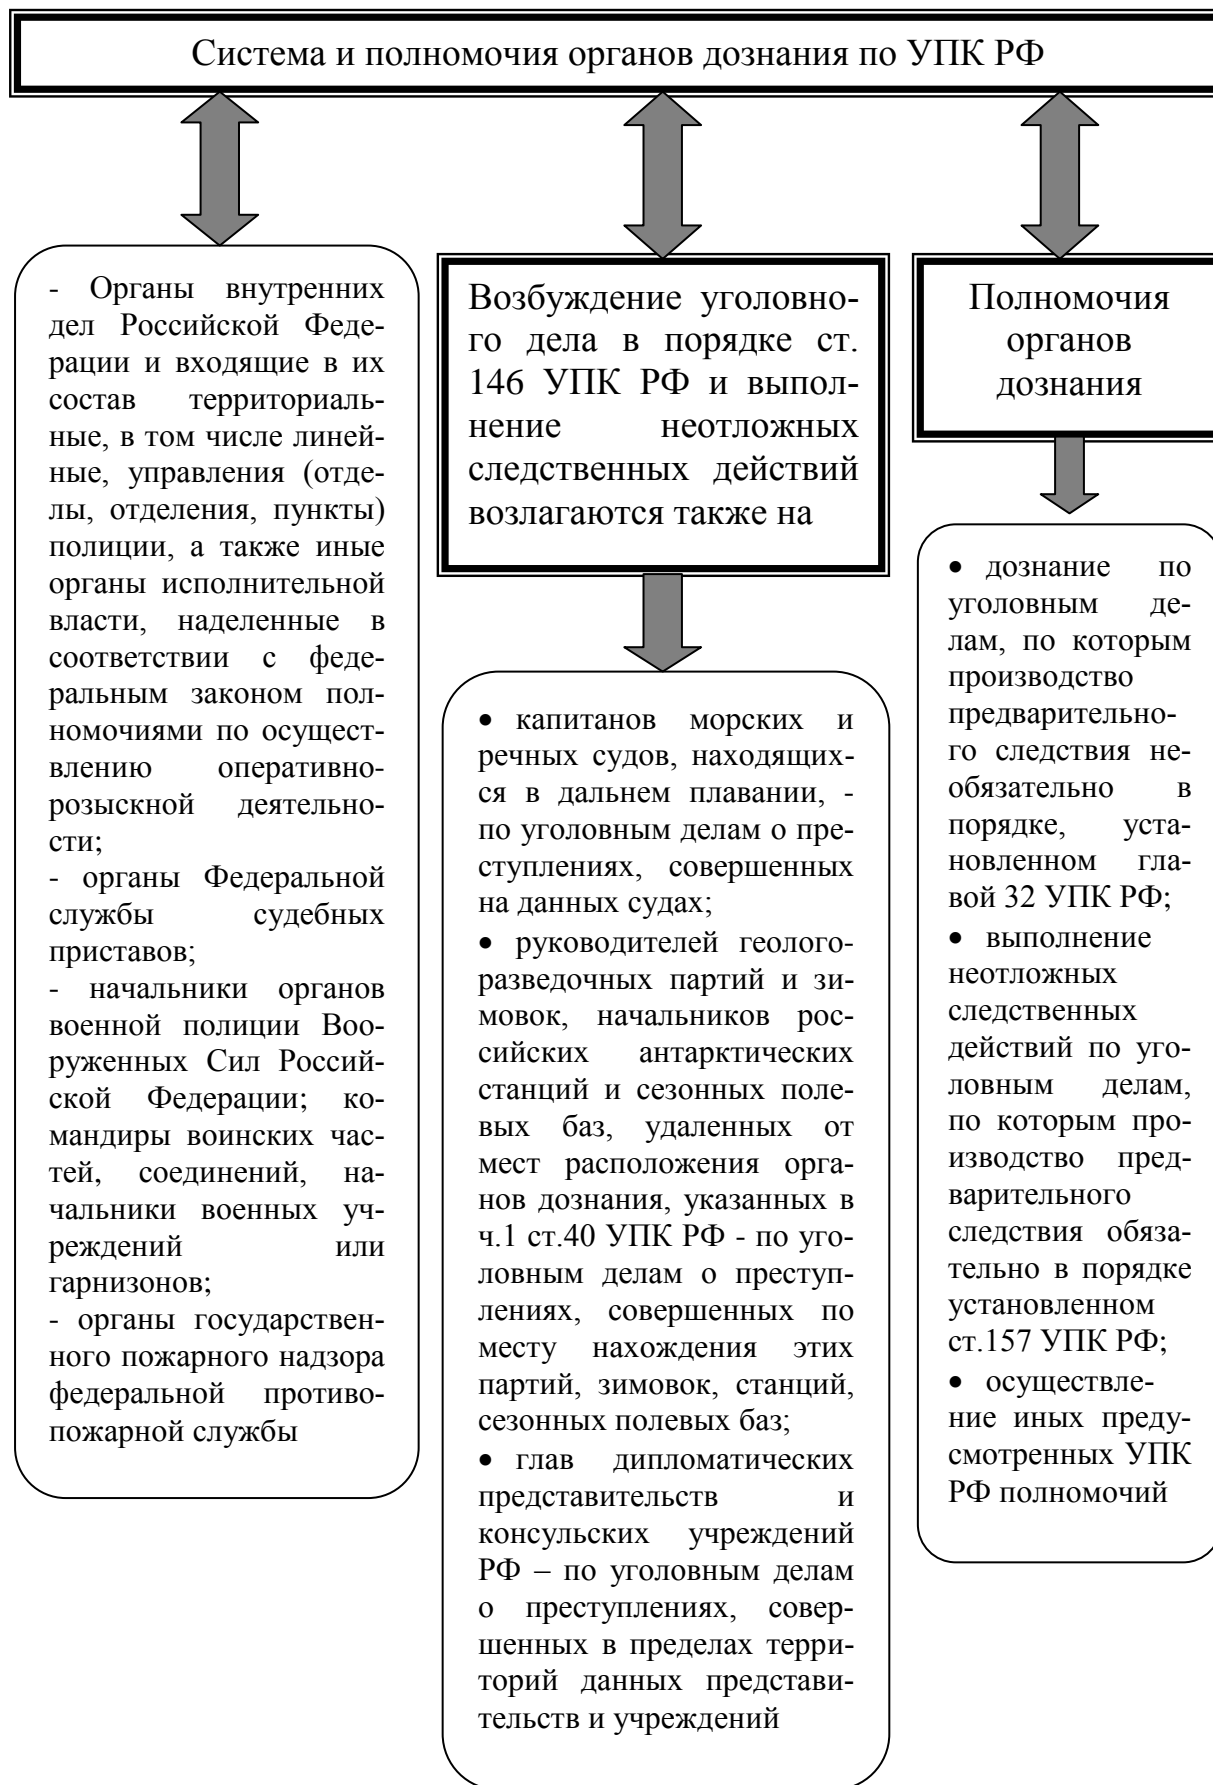 Система и полномочия органов дознания по УПК РФ
- Органы внутренних
дел Российской Феде-
рации и входящие в их
состав территориаль-
ные, в том числе линей-
ные, управления (отде-
лы, отделения, пункты)
полиции, а также иные
органы исполнительной
власти, наделенные в
соответствии с феде-
ральным законом пол-
номочиями по осущест-
влению оперативно-
розыскной деятельно-
сти;
- органы Федеральной
службы судебных
приставов;
- начальники органов
военной полиции Воо-
руженных Сил Россий-
ской Федерации; ко-
мандиры воинских час-
тей, соединений, на-
чальники военных уч-
реждений или
гарнизонов;
- органы государствен-
ного пожарного надзора
федеральной противо-
пожарной службы
Возбуждение уголовно-
го дела в порядке ст.
146 УПК РФ и выпол-
нение неотложных
следственных действий
возлагаются также на
• капитанов морских и
речных судов, находящих-
ся в дальнем плавании, -
по уголовным делам о пре-
ступлениях, совершенных
на данных судах;
• руководителей геолого-
разведочных партий и зи-
мовок, начальников рос-
сийских антарктических
станций и сезонных поле-
вых баз, удаленных от
мест расположения орга-
нов дознания, указанных в
ч.1 ст.40 УПК РФ - по уго-
ловным делам о преступ-
лениях, совершенных по
месту нахождения этих
партий, зимовок, станций,
сезонных полевых баз;
• глав дипломатических
представительств и
консульских учреждений
РФ – по уголовным делам
о преступлениях, совер-
шенных в пределах терри-
торий данных представи-
тельств и учреждений
Полномочия
органов
дознания
• дознание по
уголовным де-
лам, по которым
производство
предварительно-
го следствия не-
обязательно в
порядке, уста-
новленном гла-
вой 32 УПК РФ;
• выполнение
неотложных
следственных
действий по уго-
ловным делам,
по которым про-
изводство пред-
варительного
следствия обяза-
тельно в порядке
установленном
ст.157 УПК РФ;
• осуществле-
ние иных преду-
смотренных УПК
РФ полномочий